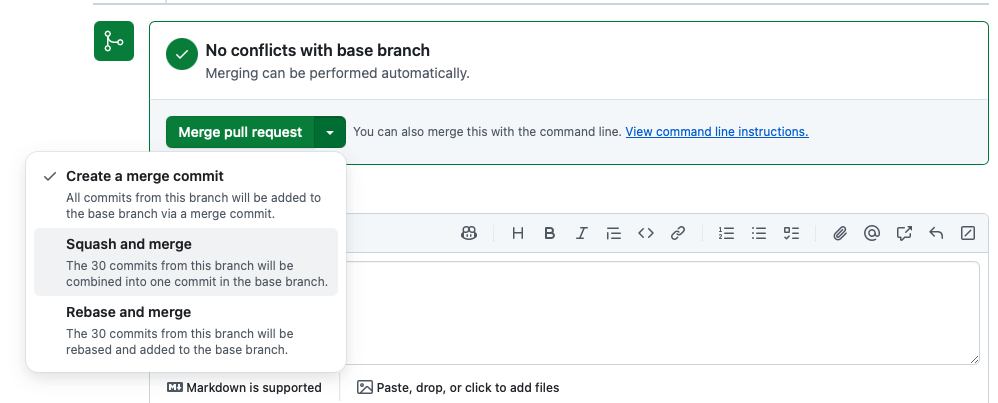 No conflicts with base branch
Merging can be performed automatically.
Merge pull request
You can also merge this with the command line. View command line instructions.
Create a merge commit
All commits from this branch will be added to
the base branch via a merge commit.
Squash and merge
The 30 commits from this branch will be
combined into one commit in the base branch.
Rebase and merge
The 30 commits from this branch will be
rebased and added to the base branch.
Markdown is supported
Paste, drop, or click to add files